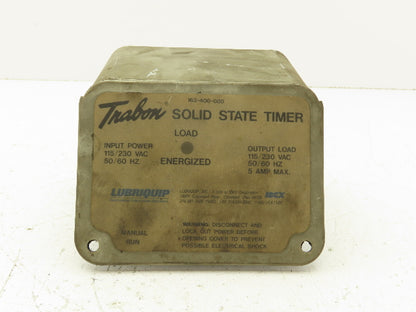 163-400-600
Trabon SOLID STATE TIMER
LOAD
ENERGIZED
INPUT POWER
115/230 VAC
50/60 HZ
OUTPUT LOAD
115/230 VAC
50/60 HZ
5 AMP MAX.
LUBRIQUIP
IDEX
MANUAL
RUN
WARNING: DISCONNECT AND
LOCK OUT POWER BEFORE
OPENING COVER TO PREVENT
POSSIBLE ELECTRICAL SHOCK